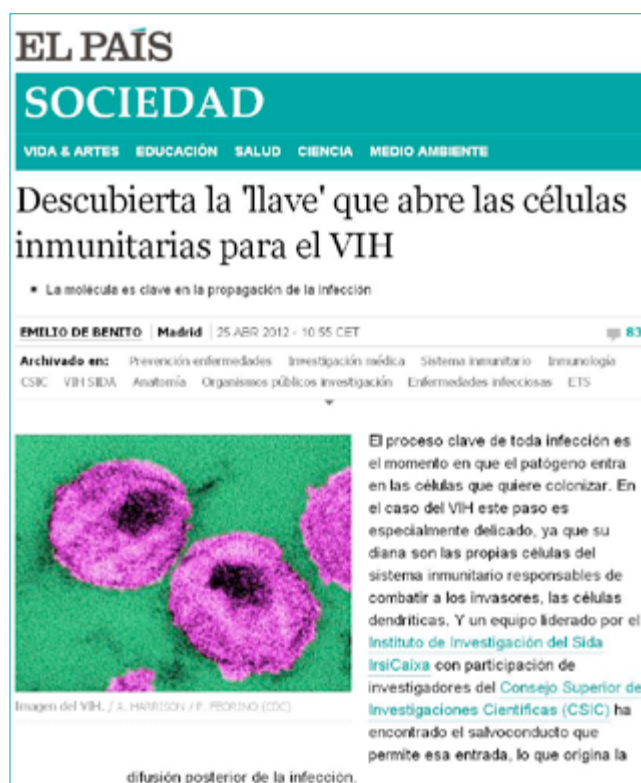 EL PAÍS
SOCIEDAD
VIDA & ARTES EDUCACIÓN SALUD CIENCIA MEDIO AMBIENTE
Descubierta la 'llave' que abre las células
inmunitarias para el VIH
La molécula es clave en la propagación de la infección
EMILIO DE BENITO Madrid 25 ABR 2012 - 10:55 CET 83
Archivado en: Prevención enfermedades Investigación médica Sistema inmunitario Inmunología
CSIC VIH SIDA Anatomía Organismos públicos investigación Enfermedades infecciosas ETS
El proceso clave de toda infección es
el momento en que el patógeno entra
en las células que quiere colonizar. En
el caso del VIH este paso es
especialmente delicado, ya que su
diana son las propias células del
sistema inmunitario responsables de
combatir a los invasores, las células
dendríticas. Y un equipo liderado por el
Instituto de Investigación del Sida
IrsiCaixa con participación de
investigadores del Consejo Superior de
Investigaciones Científicas (CSIC) ha
encontrado el salvoconducto que
permite esa entrada, lo que origina la
difusión posterior de la infección.
Imagen del VIH. / A. HARRISON / P. FEORINO (CDC)